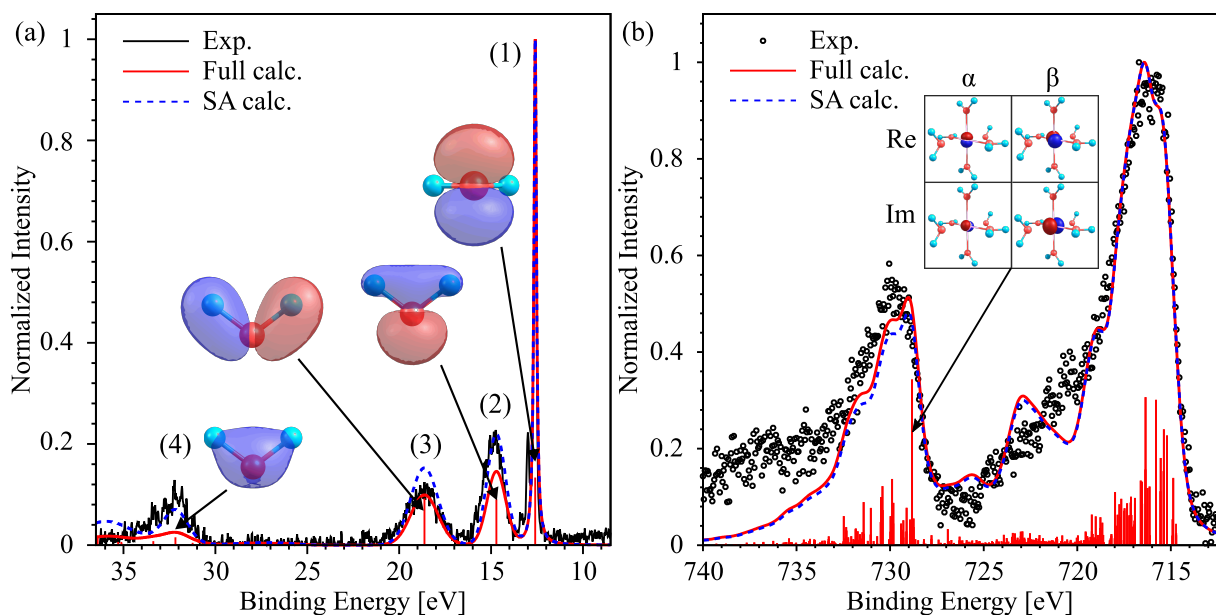 (a)
Exp.
Full calc.
SA calc.
(1)
(2)
(3)
(4)
Normalized Intensity
1
0.8
0.6
0.4
0.2
0
35 30 25 20 15 10
Binding Energy [eV]
(b)
Exp.
Full calc.
SA calc.
α β
Re
Im
Normalized Intensity
1
0.8
0.6
0.4
0.2
0
740 735 730 725 720 715
Binding Energy [eV]